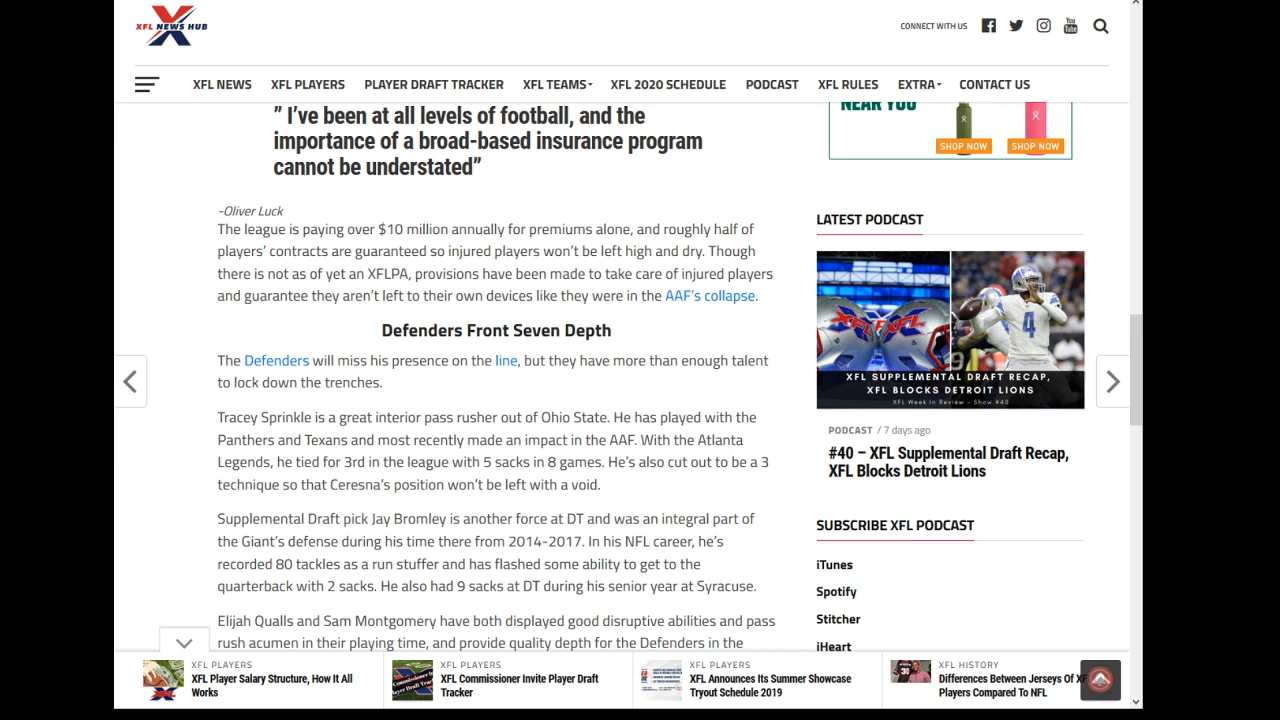 XFL NEWS HUB
CONNECT WITH US
You
Tube
XFL NEWS XFL PLAYERS PLAYER DRAFT TRACKER XFL TEAMS XFL 2020 SCHEDULE PODCAST XFL RULES EXTRA CONTACT US
” I’ve been at all levels of football, and the
importance of a broad-based insurance program
cannot be understated”
-Oliver Luck
The league is paying over $10 million annually for premiums alone, and roughly half of
players’ contracts are guaranteed so injured players won’t be left high and dry. Though
there is not as of yet an XFLPA, provisions have been made to take care of injured players
and guarantee they aren’t left to their own devices like they were in the AAF’s collapse.
Defenders Front Seven Depth
The Defenders will miss his presence on the line, but they have more than enough talent
to lock down the trenches.
Tracey Sprinkle is a great interior pass rusher out of Ohio State. He has played with the
Panthers and Texans and most recently made an impact in the AAF. With the Atlanta
Legends, he tied for 3rd in the league with 5 sacks in 8 games. He’s also cut out to be a 3
technique so that Ceresna’s position won’t be left with a void.
Supplemental Draft pick Jay Bromley is another force at DT and was an integral part of
the Giant’s defense during his time there from 2014-2017. In his NFL career, he’s
recorded 80 tackles as a run stuffer and has flashed some ability to get to the
quarterback with 2 sacks. He also had 9 sacks at DT during his senior year at Syracuse.
Elijah Qualls and Sam Montgomery have both displayed good disruptive abilities and pass
rush acumen in their playing time, and provide quality depth for the Defenders in the
NEAR YOU
SHOP NOW SHOP NOW
LATEST PODCAST
XFL XFL
4
XFL SUPPLEMENTAL DRAFT RECAP,
XFL BLOCKS DETROIT LIONS
XFL Week In Review - Show #40
PODCAST / 7 days ago
#40 – XFL Supplemental Draft Recap,
XFL Blocks Detroit Lions
SUBSCRIBE XFL PODCAST
iTunes
Spotify
Stitcher
iHeart
XFL PLAYERS
XFL Player Salary Structure, How It All
Works
XFL PLAYERS
XFL Commissioner Invite Player Draft
Tracker
XFL PLAYERS
XFL Announces Its Summer Showcase
Tryout Schedule 2019
XFL HISTORY
Differences Between Jerseys Of XF
Players Compared To NFL